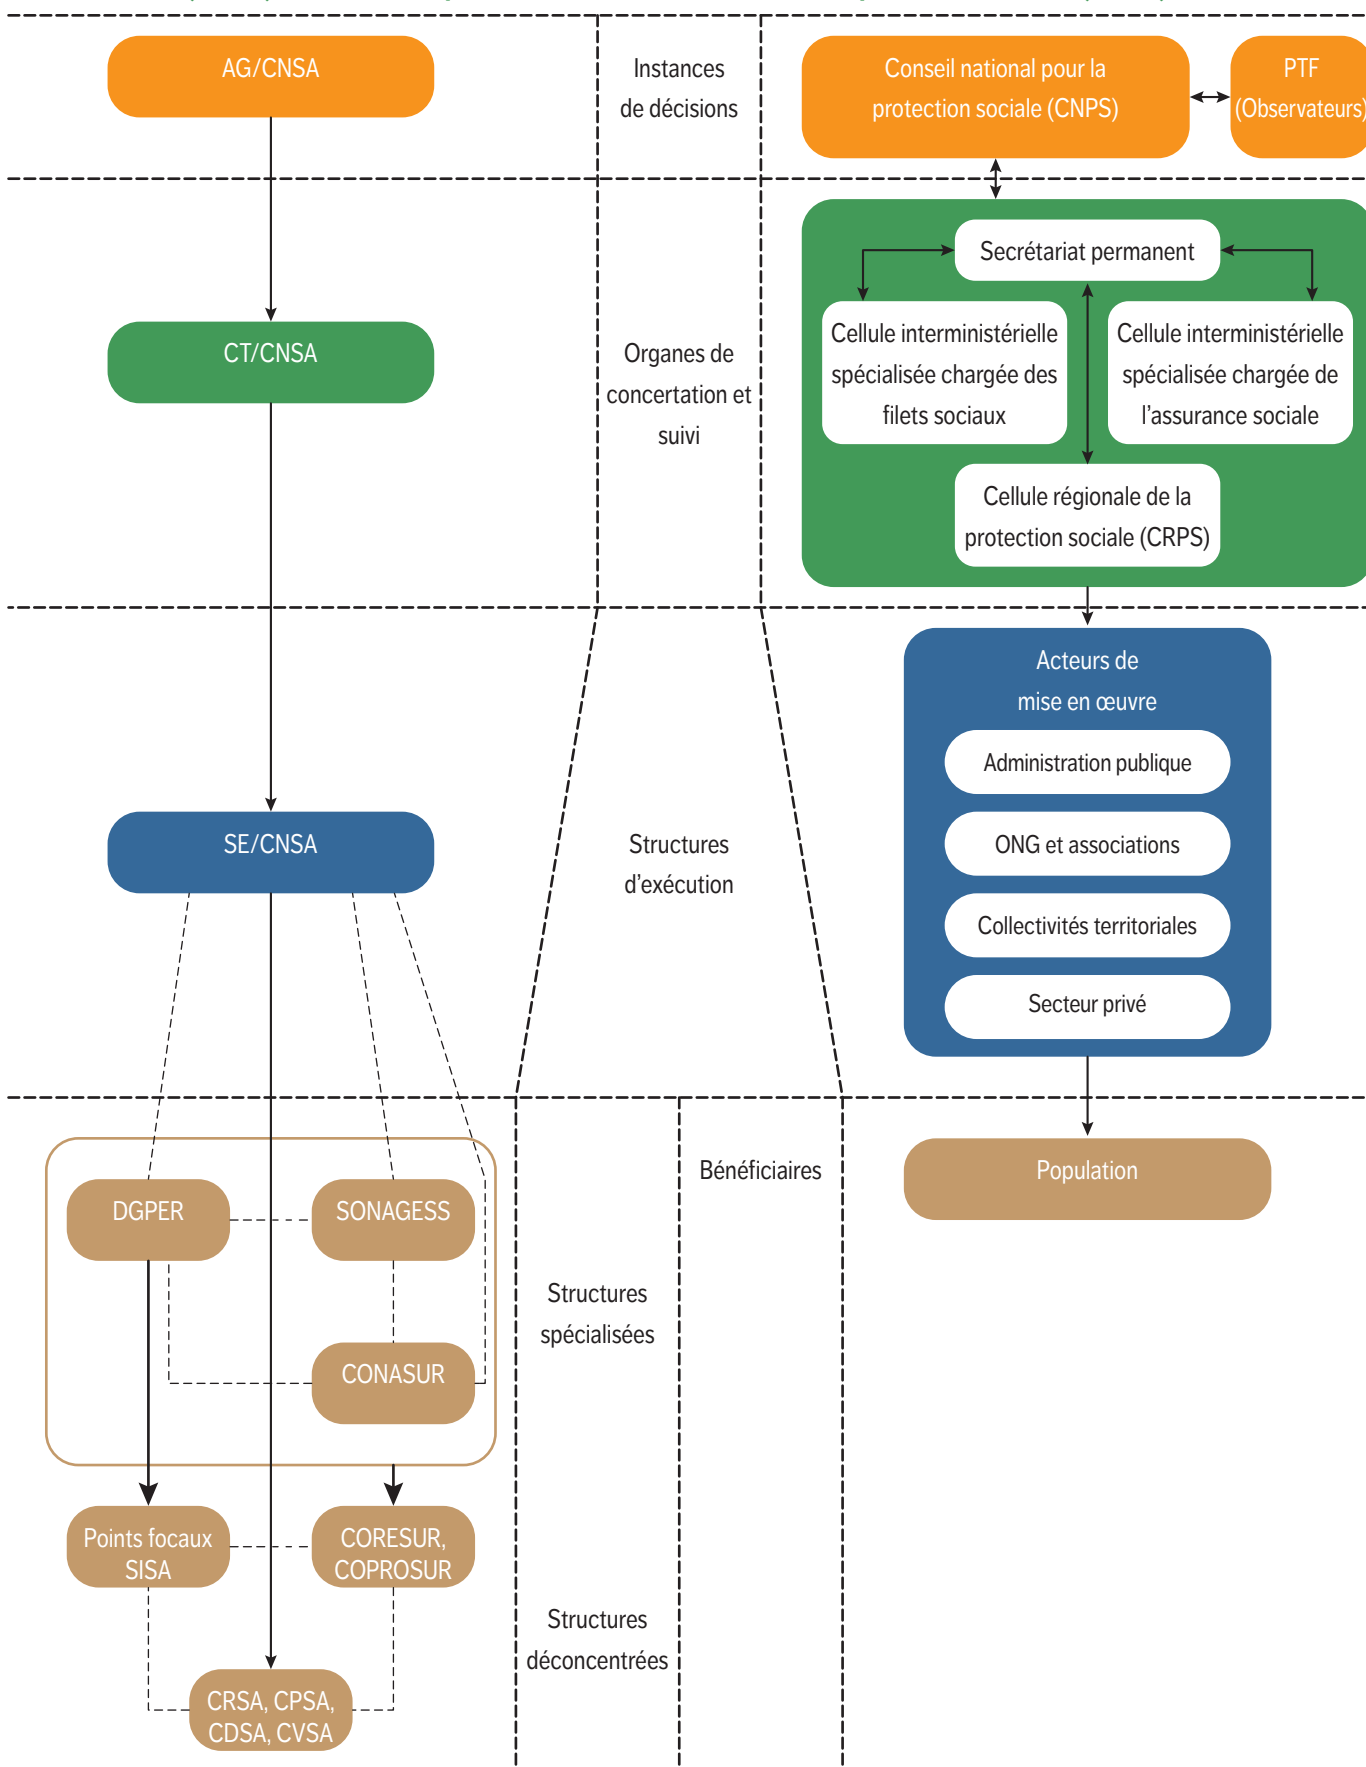 AG/CNSA
Instances
de décisions
Conseil national pour la
protection sociale (CNPS)
PTF
(Observateurs)
CT/CNSA
Organes de
concertation et
suivi
Secrétariat permanent
Cellule interministérielle
spécialisée chargée des
filets sociaux
Cellule interministérielle
spécialisée chargée de
l'assurance sociale
Cellule régionale de la
protection sociale (CRPS)
SE/CNSA
Structures
d'exécution
Acteurs de
mise en œuvre
Administration publique
ONG et associations
Collectivités territoriales
Secteur privé
DGPER
SONAGESS
CONASUR
Structures
spécialisées
Bénéficiaires
Population
Points focaux
SISA
CORESUR,
COPROSUR
Structures
déconcentrées
CRSA, CPSA,
CDSA, CVSA